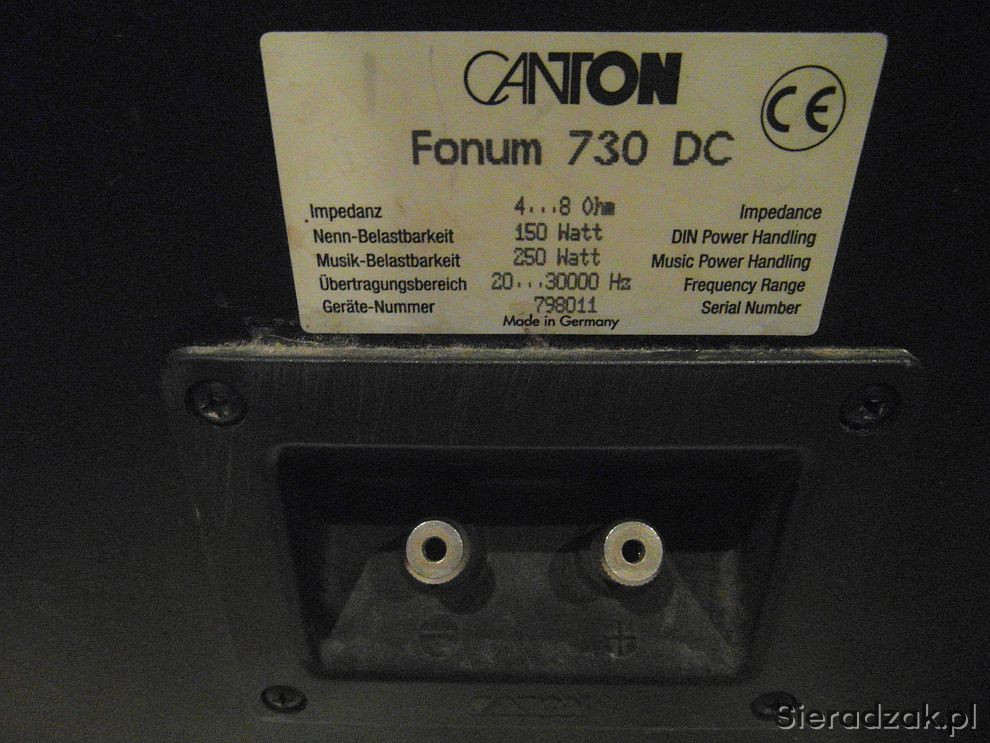 CANTON
CE
Fonum 730 DC
Impedanz 4...8 Ohm Impedance
Nenn-Belastbarkeit 150 Watt DIN Power Handling
Musik-Belastbarkeit 250 Watt Music Power Handling
Übertragungsbereich 20...30000 Hz Frequency Range
Geräte-Nummer 798011 Serial Number
Made in Germany
- +
CANTON
Sieradzak.pl